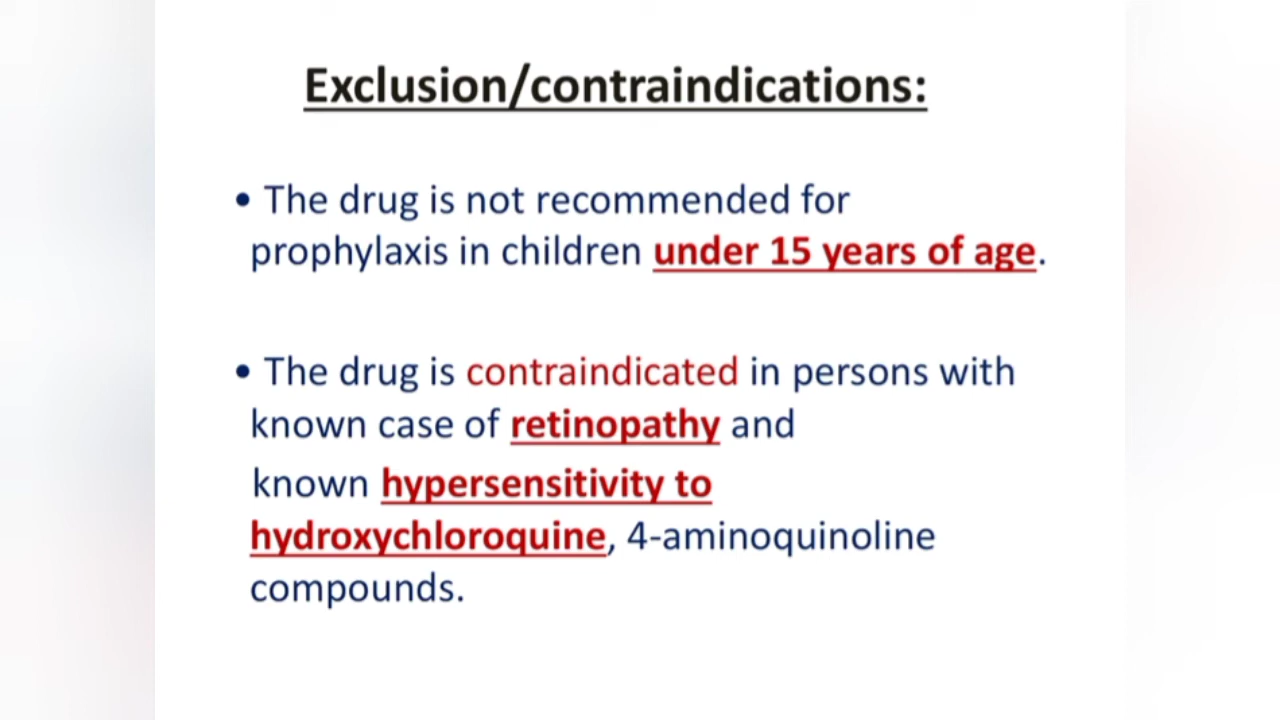 Exclusion/contraindications:
• The drug is not recommended for
prophylaxis in children under 15 years of age.
• The drug is contraindicated in persons with
known case of retinopathy and
known hypersensitivity to
hydroxychloroquine, 4-aminoquinoline
compounds.